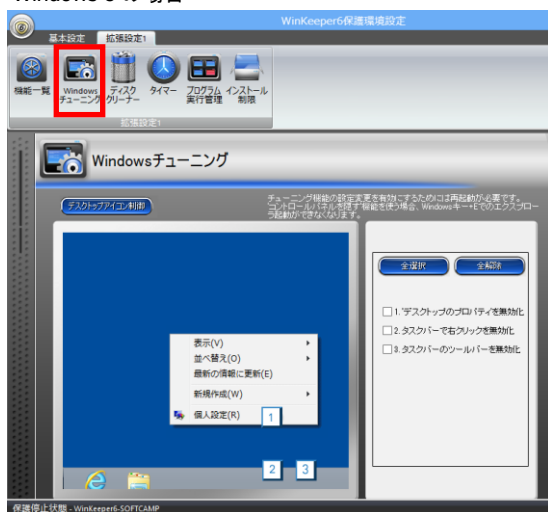 WinKeeper6保護環境設定
基本設定 拡張設定1
機能一覧
Windows
チューニング
ディスク
クリーナー
タイマー
プログラム
実行管理
インストール
制限
拡張設定1
Windowsチューニング
デスクトップアイコン制御
チューニング機能の設定変更を有効にするためには再起動が必要です。
コントロールパネルを隠す機能を使う場合、Windowsキー+Eでのエクスプロー
ラ起動ができなくなります。
全選択 全解除
1.デスクトップのプロパティを無効化
2.タスクバーで右クリックを無効化
3.タスクバーのツールバーを無効化
表示(V)
並べ替え(O)
最新の情報に更新(E)
新規作成(W)
個人設定(R) 1
2 3
保護停止状態 - WinKeeper6-SOFTCAMP